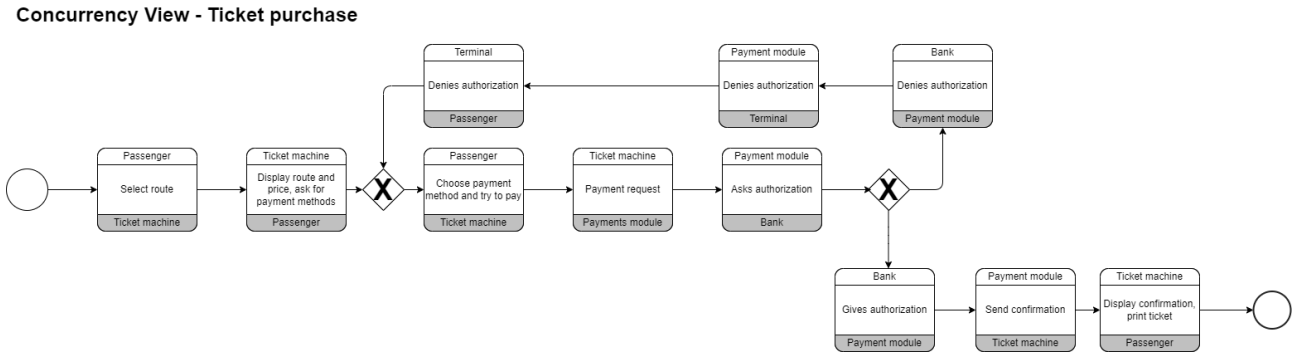 Concurrency View - Ticket purchase
Terminal
Denies authorization
Passenger
Payment module
Denies authorization
Terminal
Bank
Denies authorization
Payment module
Passenger
Select route
Ticket machine
Ticket machine
Display route and
price, ask for
payment methods
Passenger
X
Passenger
Choose payment
method and try to pay
Ticket machine
Ticket machine
Payment request
Payments module
Payment module
Asks authorization
Bank
X
Bank
Gives authorization
Payment module
Payment module
Send confirmation
Ticket machine
Ticket machine
Display confirmation,
print ticket
Passenger